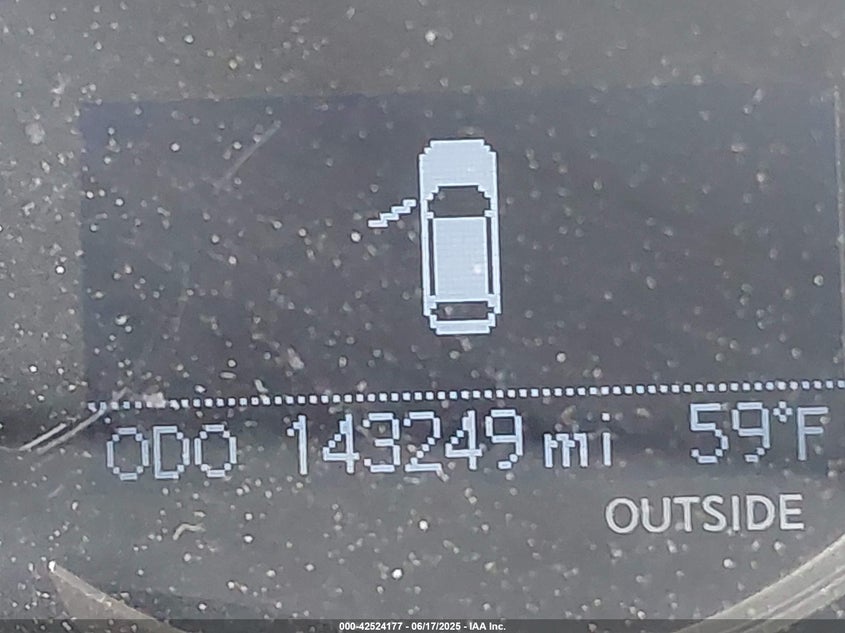 ODO 143249 mi 59°F
OUTSIDE
000-42524177 - 06/17/2025 - IAA Inc.